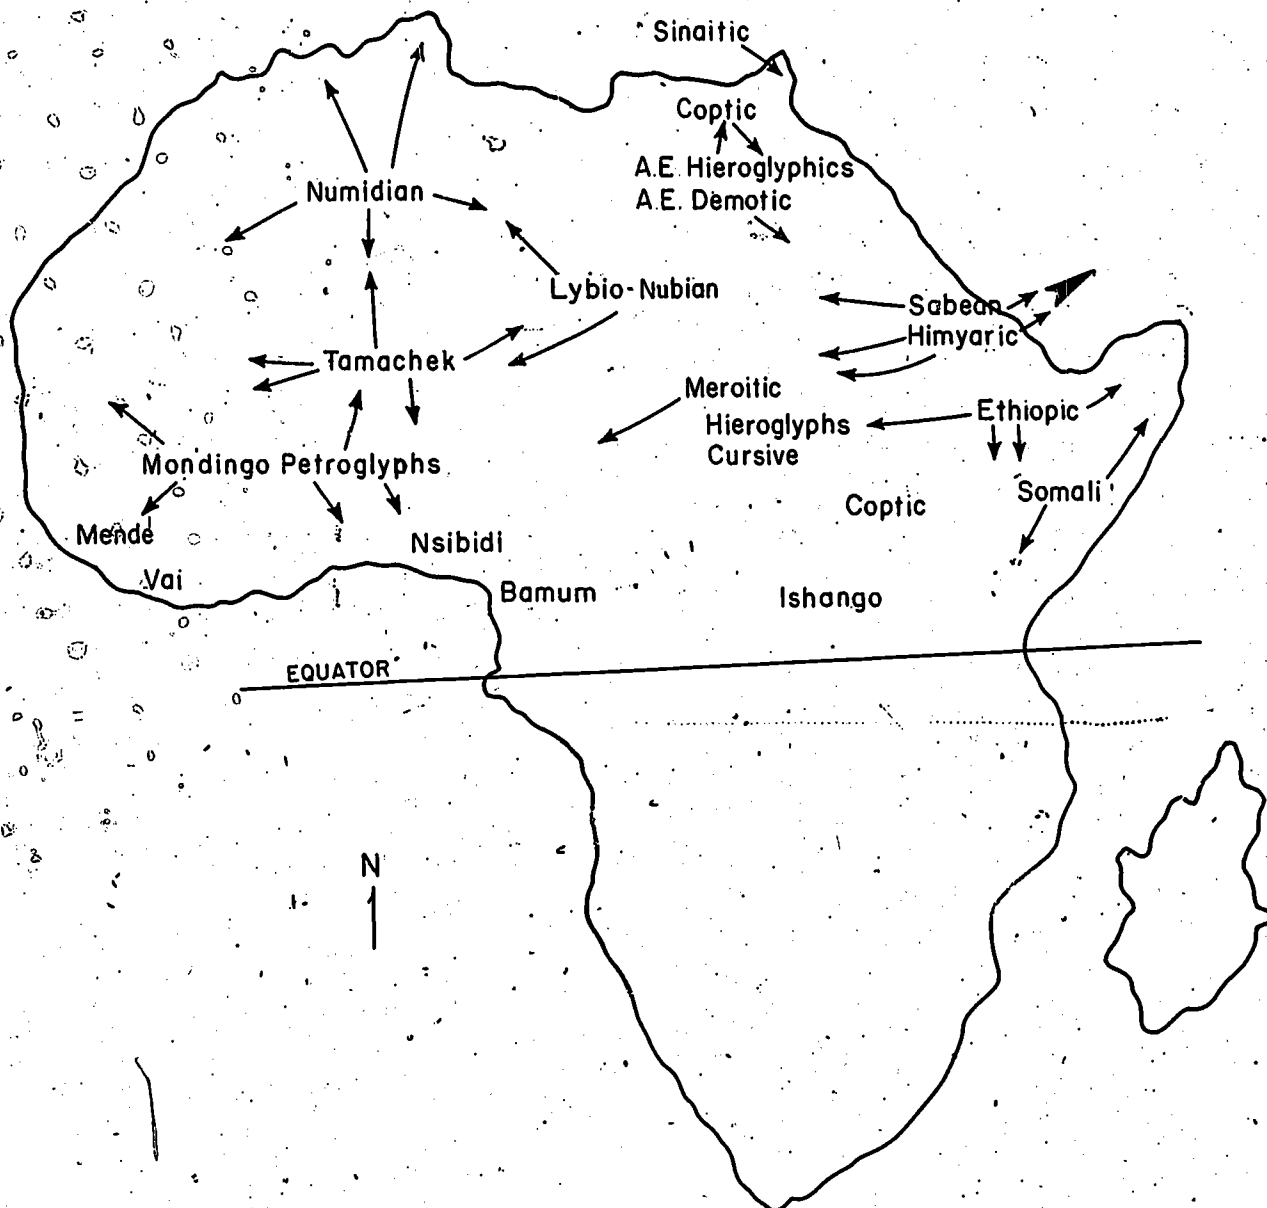 Sinaitic
Coptic
A.E. Hieroglyphics
A.E. Demotic
Numidian
Lybio-Nubian
Sabean
Himyaric
Tamachek
Meroitic
Hieroglyphs
Cursive
Ethiopic
Mondingo Petroglyphs
Somali
Coptic
Mende
Nsibidi
Vai
Bamum
Ishango
EQUATOR
0
N